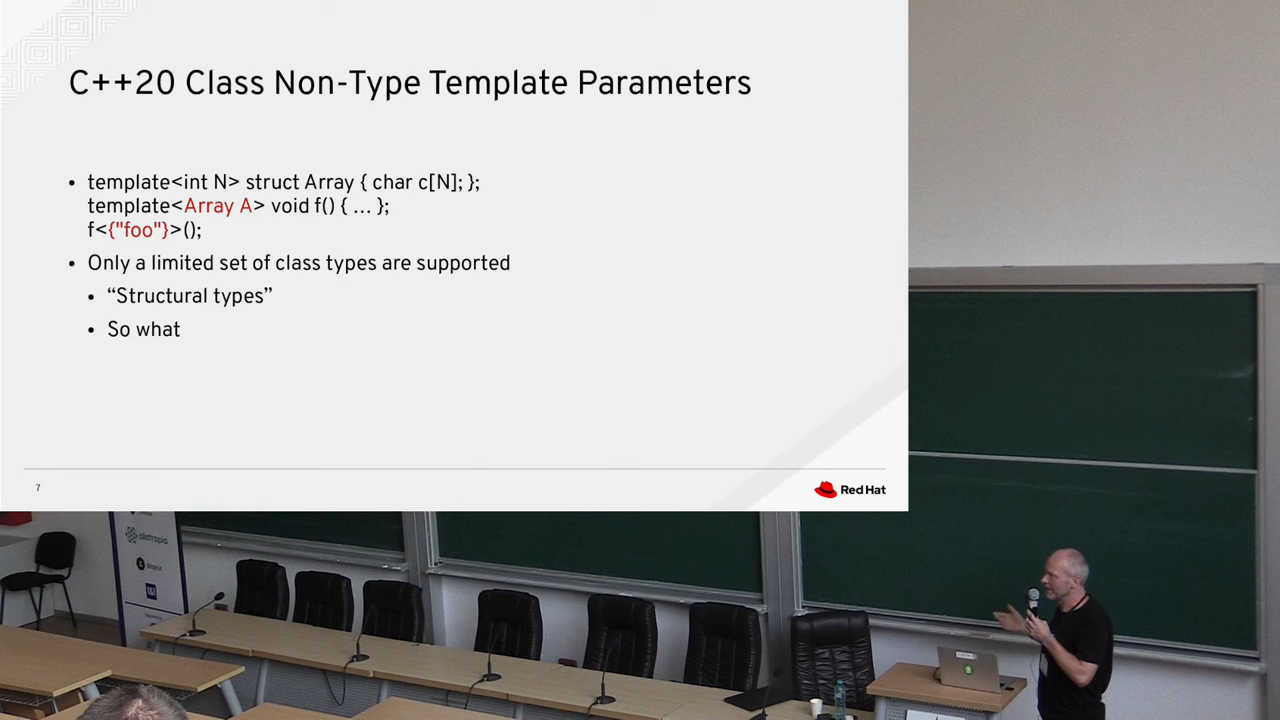 C++20 Class Non-Type Template Parameters
• template<int N> struct Array { char c[N]; };
template<Array A> void f() { … };
f<{"foo"}>();
• Only a limited set of class types are supported
• “Structural types”
• So what
7
Red Hat
allotropia